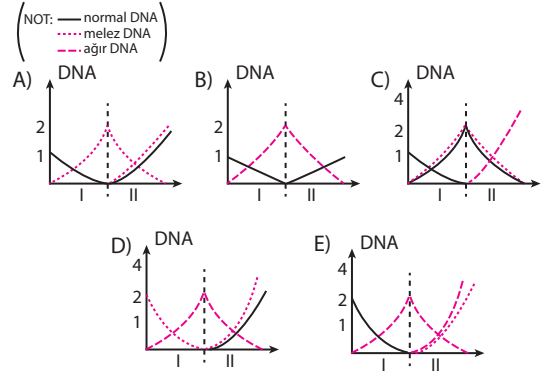 NOT: normal DNA
melez DNA
ağır DNA
A) DNA
2
1
I II
B) DNA
2
1
I II
C) DNA
4
2
1
I II
D) DNA
4
2
1
I II
E) DNA
4
2
1
I II